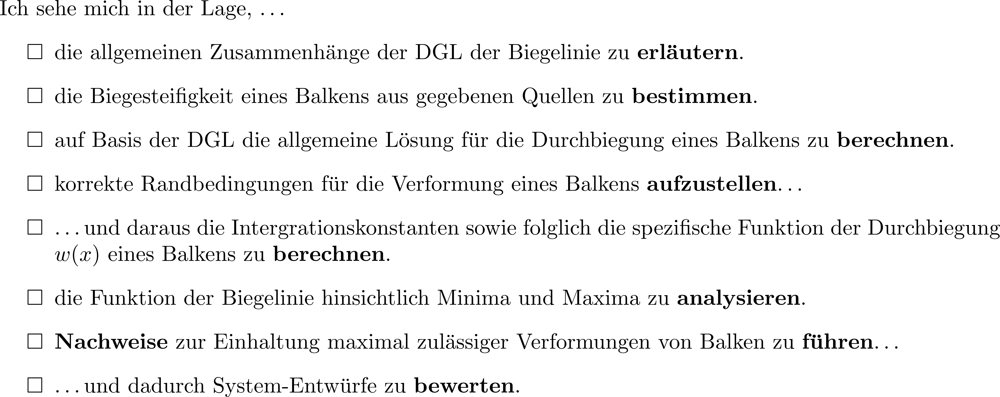 Ich sehe mich in der Lage, …
☐ die allgemeinen Zusammenhänge der DGL der Biegelinie zu erläutern.
☐ die Biegesteifigkeit eines Balkens aus gegebenen Quellen zu bestimmen.
☐ auf Basis der DGL die allgemeine Lösung für die Durchbiegung eines Balkens zu berechnen.
☐ korrekte Randbedingungen für die Verformung eines Balkens aufzustellen…
☐ …und daraus die Intergrationskonstanten sowie folglich die spezifische Funktion der Durchbiegung
w(x) eines Balkens zu berechnen.
☐ die Funktion der Biegelinie hinsichtlich Minima und Maxima zu analysieren.
☐ Nachweise zur Einhaltung maximal zulässiger Verformungen von Balken zu führen…
☐ …und dadurch System-Entwürfe zu bewerten.